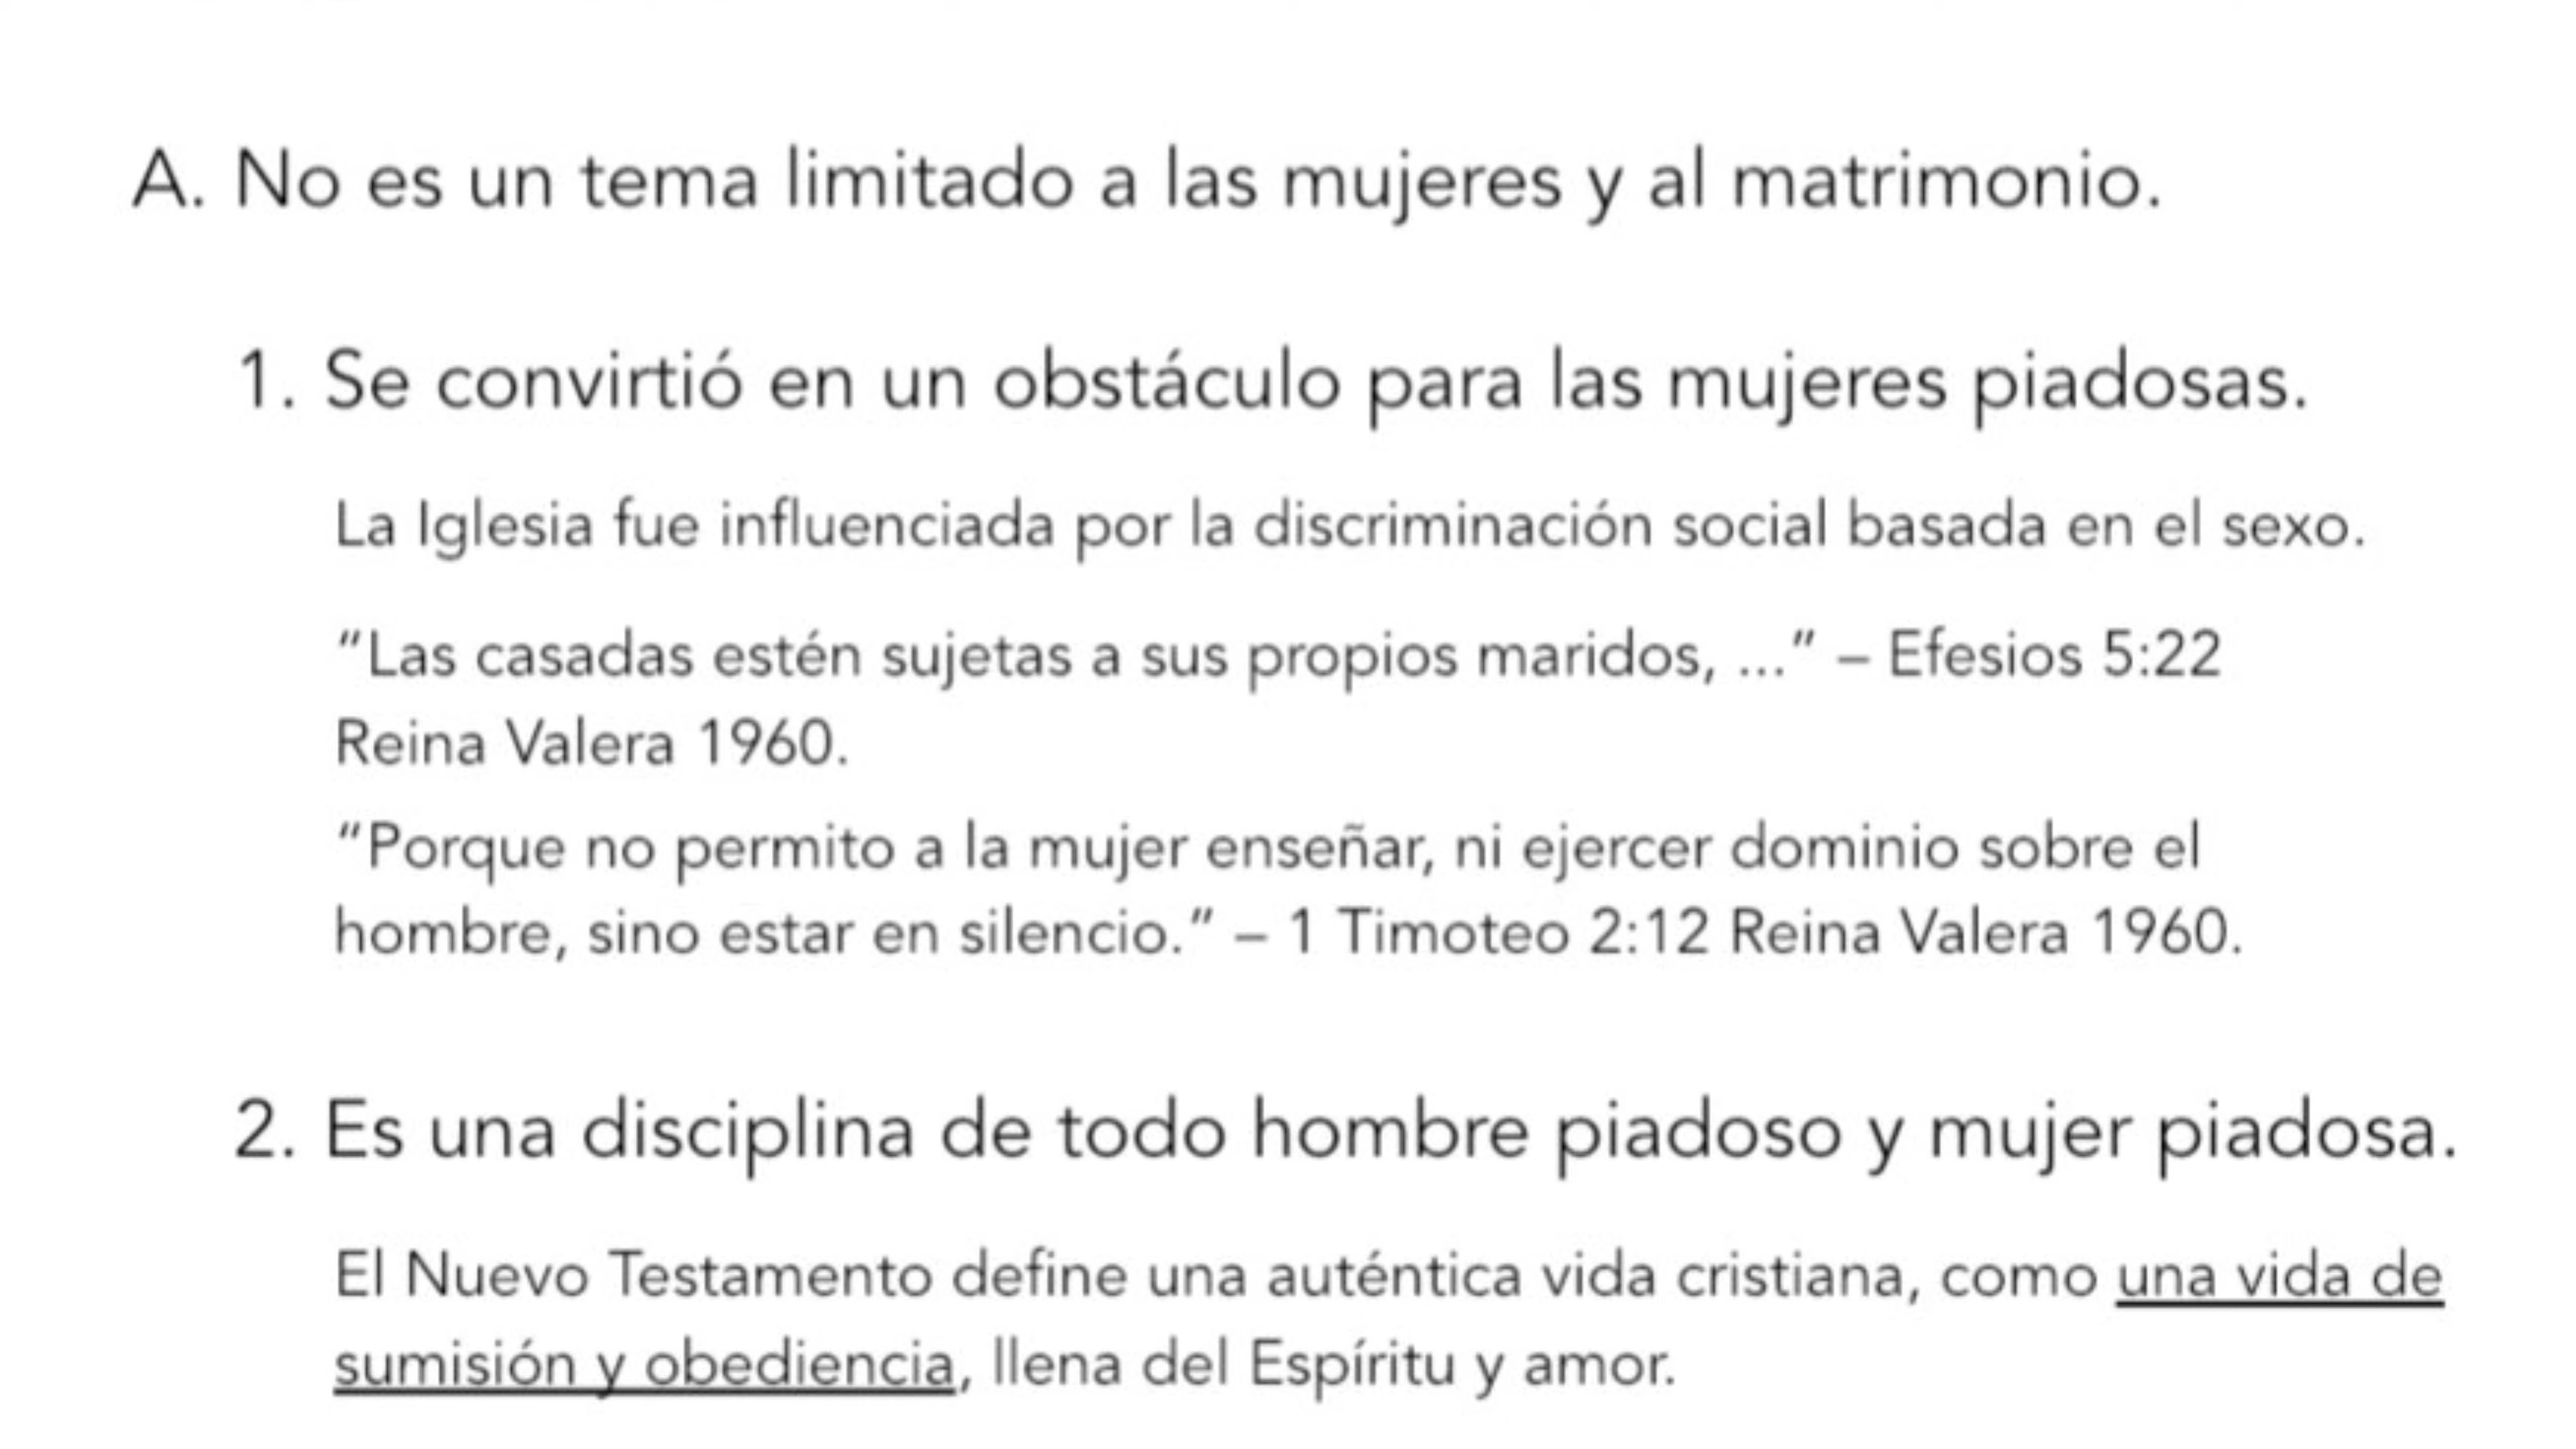 A. No es un tema limitado a las mujeres y al matrimonio.
1. Se convirtió en un obstáculo para las mujeres piadosas.
La Iglesia fue influenciada por la discriminación social basada en el sexo.
“Las casadas estén sujetas a sus propios maridos, ...” – Efesios 5:22
Reina Valera 1960.
“Porque no permito a la mujer enseñar, ni ejercer dominio sobre el
hombre, sino estar en silencio.” – 1 Timoteo 2:12 Reina Valera 1960.
2. Es una disciplina de todo hombre piadoso y mujer piadosa.
El Nuevo Testamento define una auténtica vida cristiana, como una vida de
sumisión y obediencia, llena del Espíritu y amor.